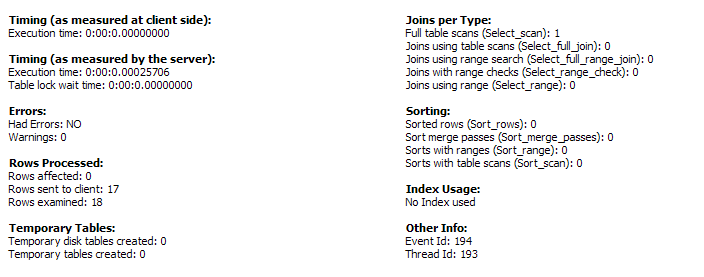 Timing (as measured at client side):
Execution time: 0:00:0.00000000
Timing (as measured by the server):
Execution time: 0:00:0.00025706
Table lock wait time: 0:00:0.00000000
Errors:
Had Errors: NO
Warnings: 0
Rows Processed:
Rows affected: 0
Rows sent to client: 17
Rows examined: 18
Temporary Tables:
Temporary disk tables created: 0
Temporary tables created: 0
Joins per Type:
Full table scans (Select_scan): 1
Joins using table scans (Select_full_join): 0
Joins using range search (Select_full_range_join): 0
Joins with range checks (Select_range_check): 0
Joins using range (Select_range): 0
Sorting:
Sorted rows (Sort_rows): 0
Sort merge passes (Sort_merge_passes): 0
Sorts with ranges (Sort_range): 0
Sorts with table scans (Sort_scan): 0
Index Usage:
No Index used
Other Info:
Event Id: 194
Thread Id: 193